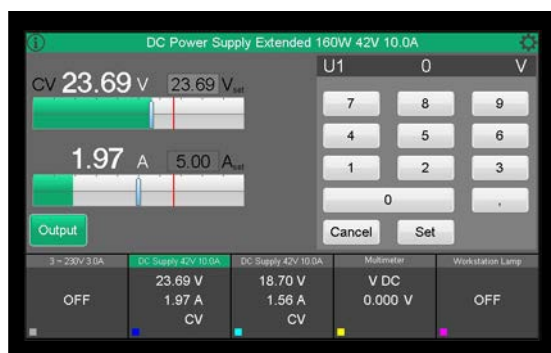 DC Power Supply Extended 160W 42V 10.0A
U1 0 V
CV 23.69 V 23.69 Vset
7 8 9
4 5 6
1.97 A 5.00 Aset
1 2 3
0 ,
Output
Cancel Set
3 ~ 230V 3.0A
DC Supply 42V 10.0A
DC Supply 42V 10.0A
Multimeter
Workstation Lamp
OFF
23.69 V
1.97 A
CV
18.70 V
1.56 A
CV
V DC
0.000 V
OFF